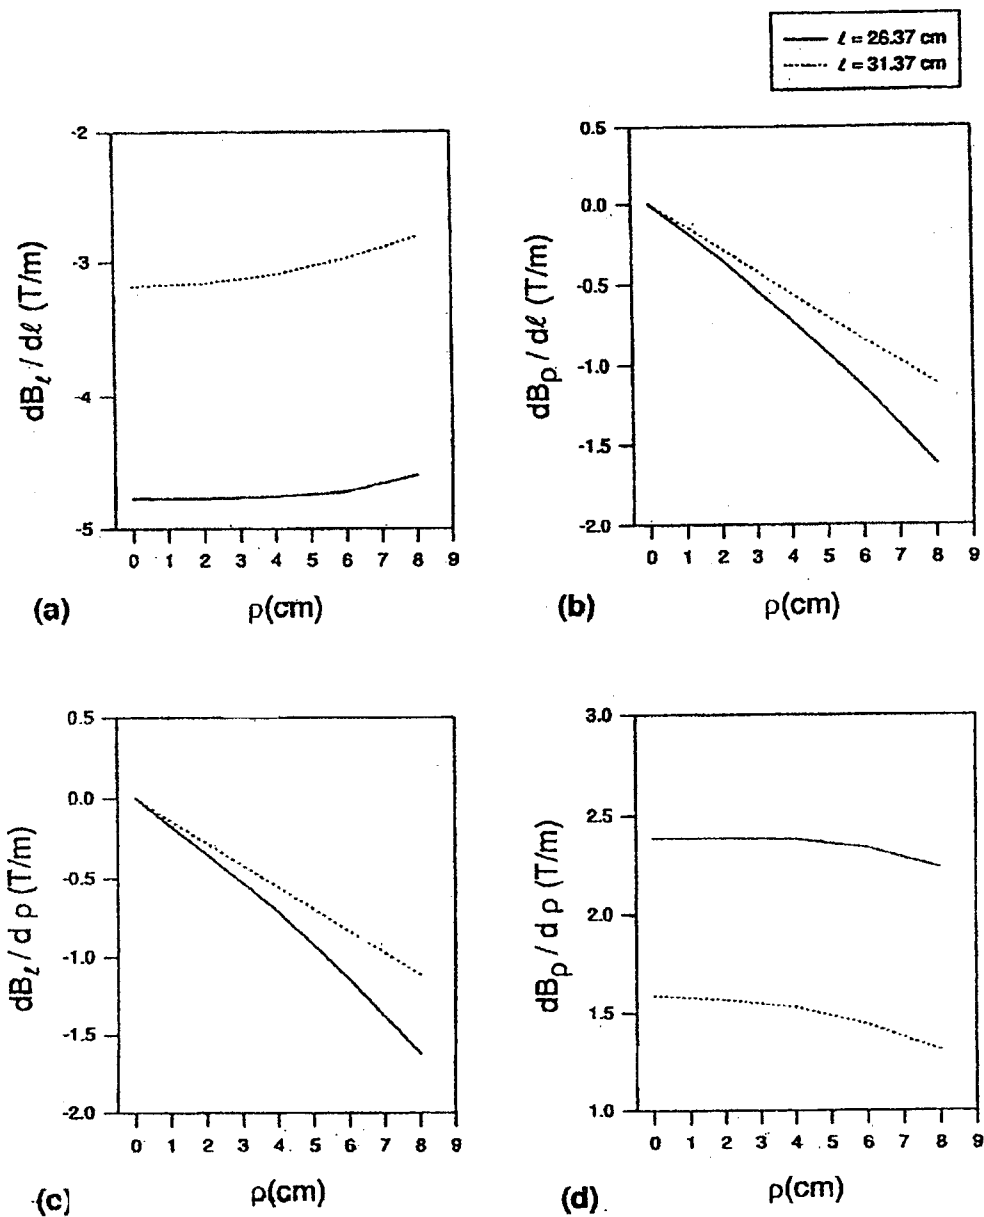 ℓ = 26.37 cm
ℓ = 31.37 cm
-2
-3
-4
-5
dBℓ / dℓ (T/m)
0 1 2 3 4 5 6 7 8 9
(a)
ρ(cm)
0.5
0.0
-0.5
-1.0
-1.5
-2.0
dBρ / dℓ (T/m)
0 1 2 3 4 5 6 7 8 9
(b)
ρ(cm)
0.5
0.0
-0.5
-1.0
-1.5
-2.0
dBℓ / d ρ (T/m)
0 1 2 3 4 5 6 7 8 9
(c)
ρ(cm)
3.0
2.5
2.0
1.5
1.0
dBρ / d ρ (T/m)
0 1 2 3 4 5 6 7 8 9
(d)
ρ(cm)